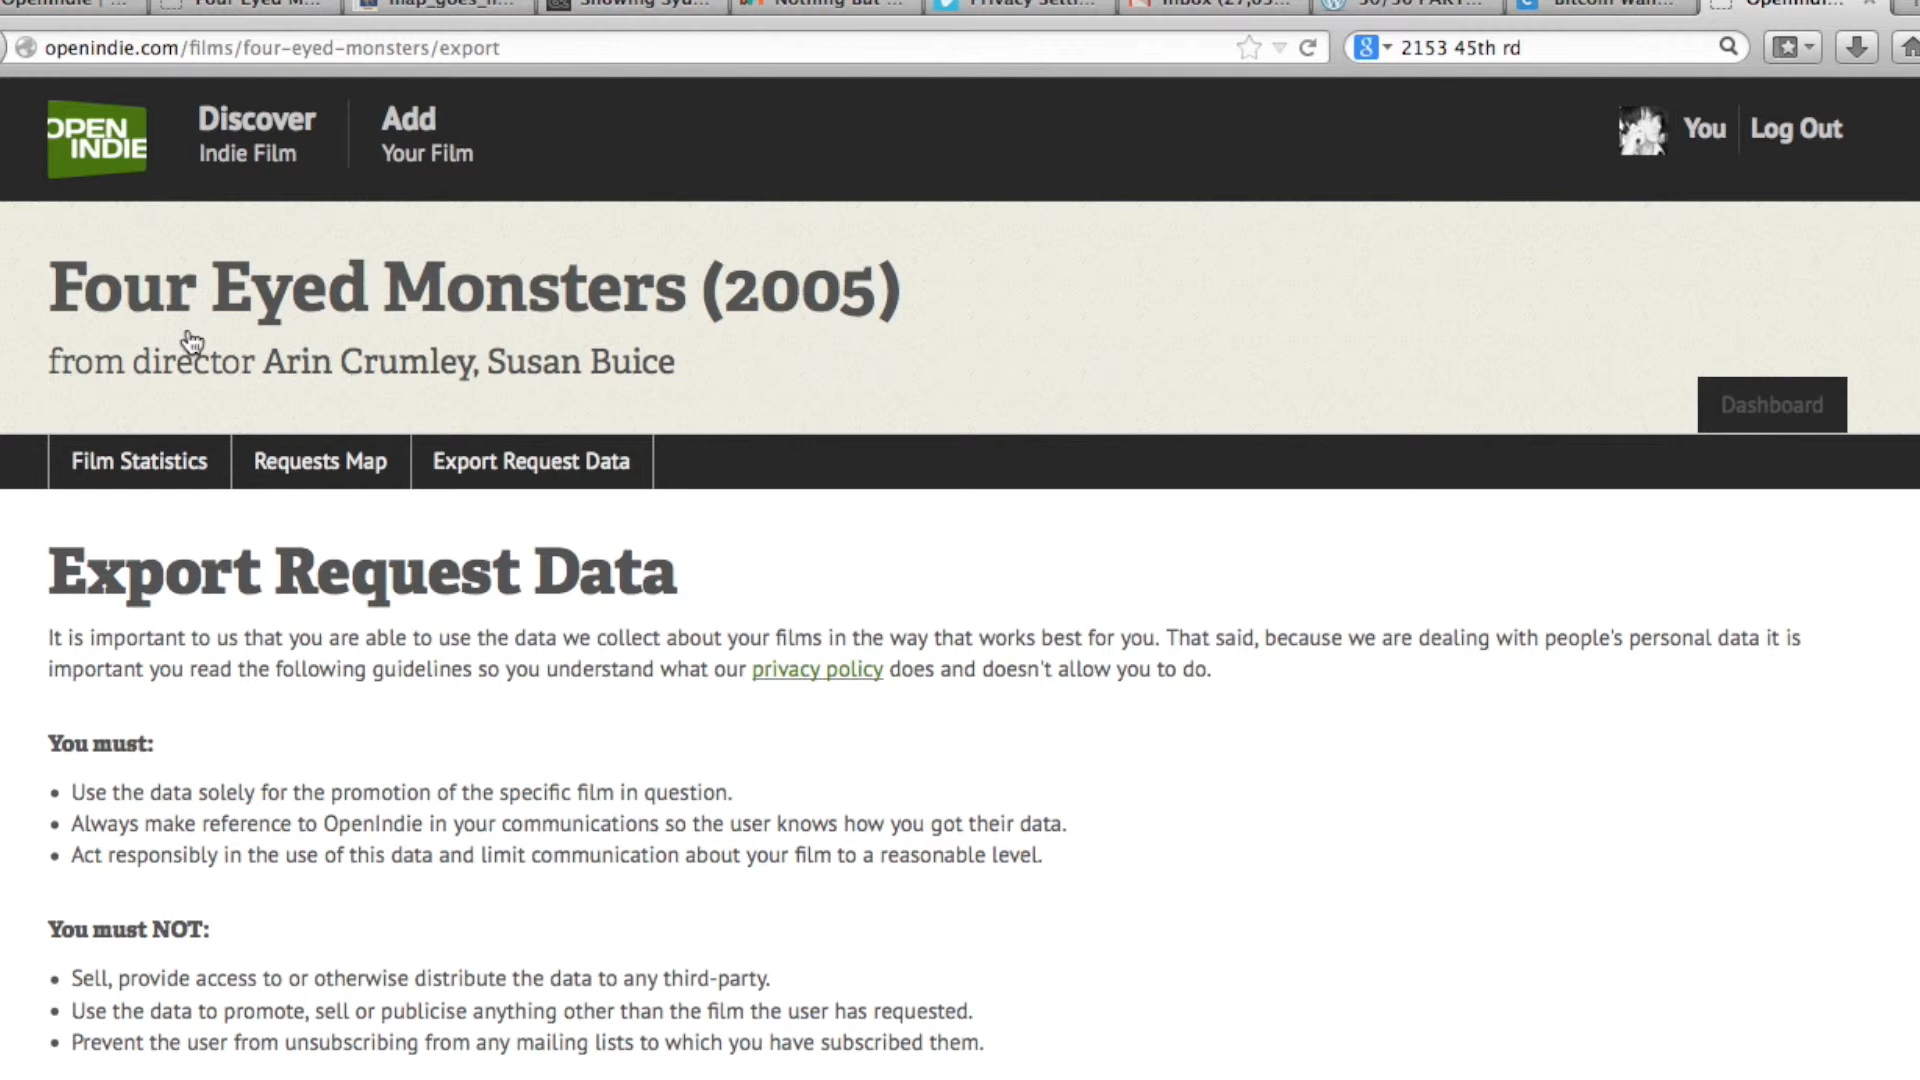 Four Eyed M...
map_goes_n...
Nothing But ...
Privacy Setti...
openindie.com/films/four-eyed-monsters/export
2153 45th rd
OPEN
INDIE
Discover
Indie Film
Add
Your Film
You
Log Out
Four Eyed Monsters (2005)
from director Arin Crumley, Susan Buice
Dashboard
Film Statistics
Requests Map
Export Request Data
Export Request Data
It is important to us that you are able to use the data we collect about your films in the way that works best for you. That said, because we are dealing with people's personal data it is
important you read the following guidelines so you understand what our privacy policy does and doesn't allow you to do.
You must:
• Use the data solely for the promotion of the specific film in question.
• Always make reference to OpenIndie in your communications so the user knows how you got their data.
• Act responsibly in the use of this data and limit communication about your film to a reasonable level.
You must NOT:
• Sell, provide access to or otherwise distribute the data to any third-party.
• Use the data to promote, sell or publicise anything other than the film the user has requested.
• Prevent the user from unsubscribing from any mailing lists to which you have subscribed them.